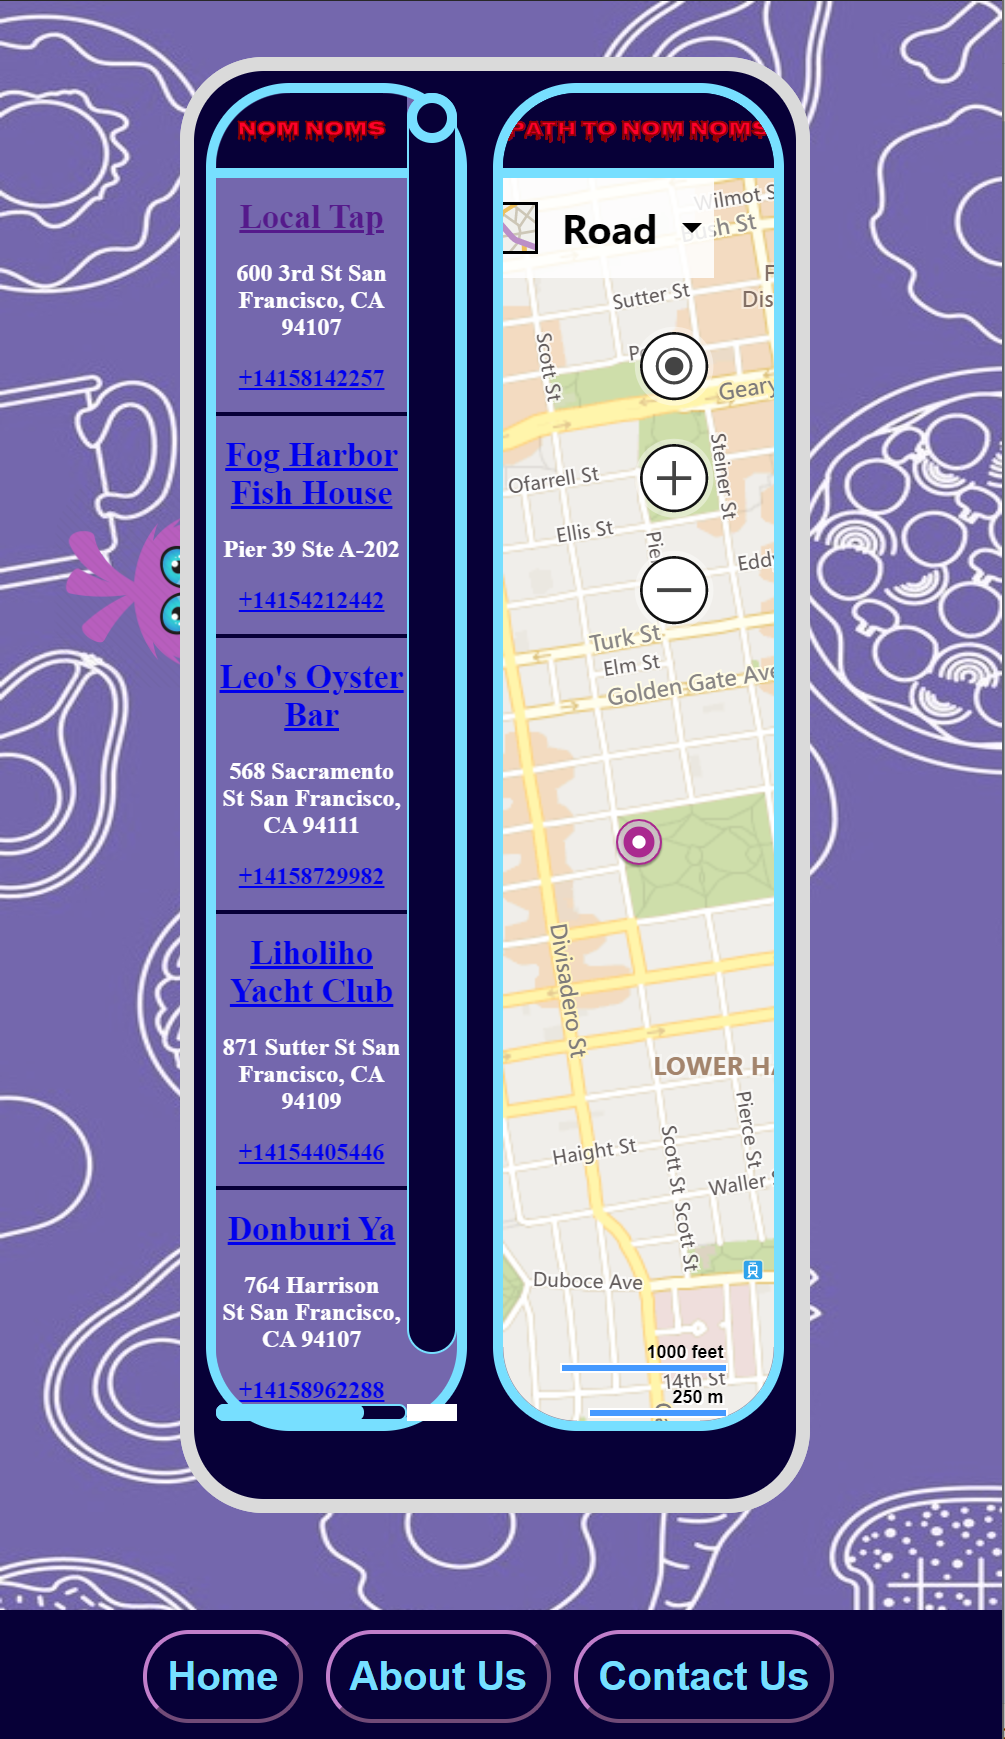 NOM NOMS
Local Tap
600 3rd St San
Francisco, CA
94107
+14158142257
Fog Harbor
Fish House
Pier 39 Ste A-202
+14154212442
Leo's Oyster
Bar
568 Sacramento
St San Francisco,
CA 94111
+14158729982
Liholiho
Yacht Club
871 Sutter St San
Francisco, CA
94109
+14154405446
Donburi Ya
764 Harrison
St San Francisco,
CA 94107
+14158962288
PATH TO NOM NOMS
Road
Wilmot S
Bush St
Sutter St
F
Dis
Scott St
P
Geary
Steiner St
Ofarrell St
Ellis St
Pie
Eddy
Turk St
Elm St
Golden Gate Ave
Divisadero St
LOWER HA
Pierce St
Haight St
Scott St
Waller
Scott St
Duboce Ave
1000 feet
14th St
250 m
Home
About Us
Contact Us